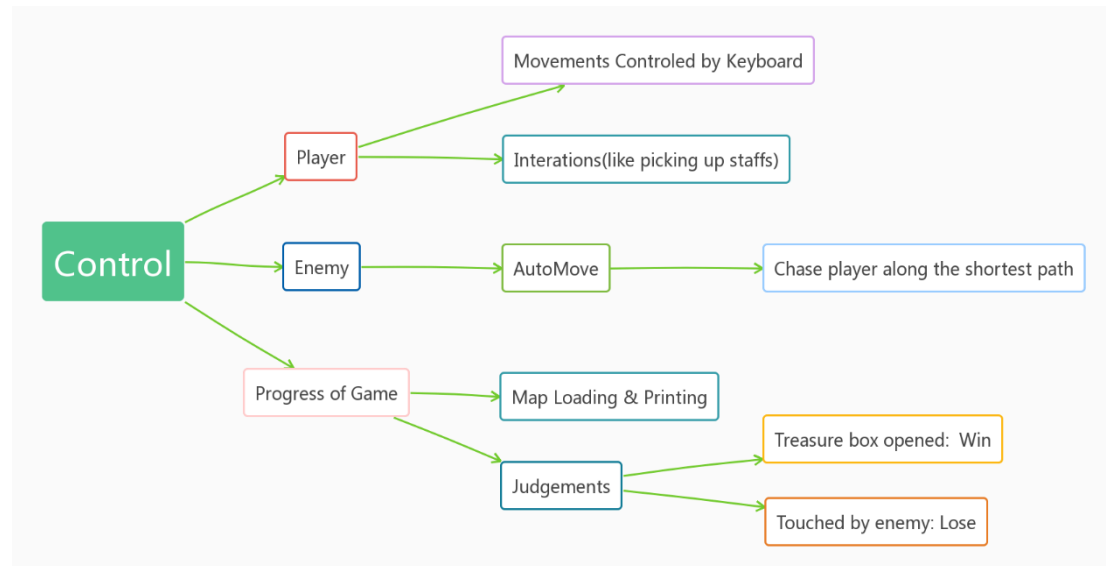 Movements Controled by Keyboard
Player
Interations(like picking up staffs)
Control
Enemy
AutoMove
Chase player along the shortest path
Progress of Game
Map Loading & Printing
Treasure box opened:  Win
Judgements
Touched by enemy: Lose